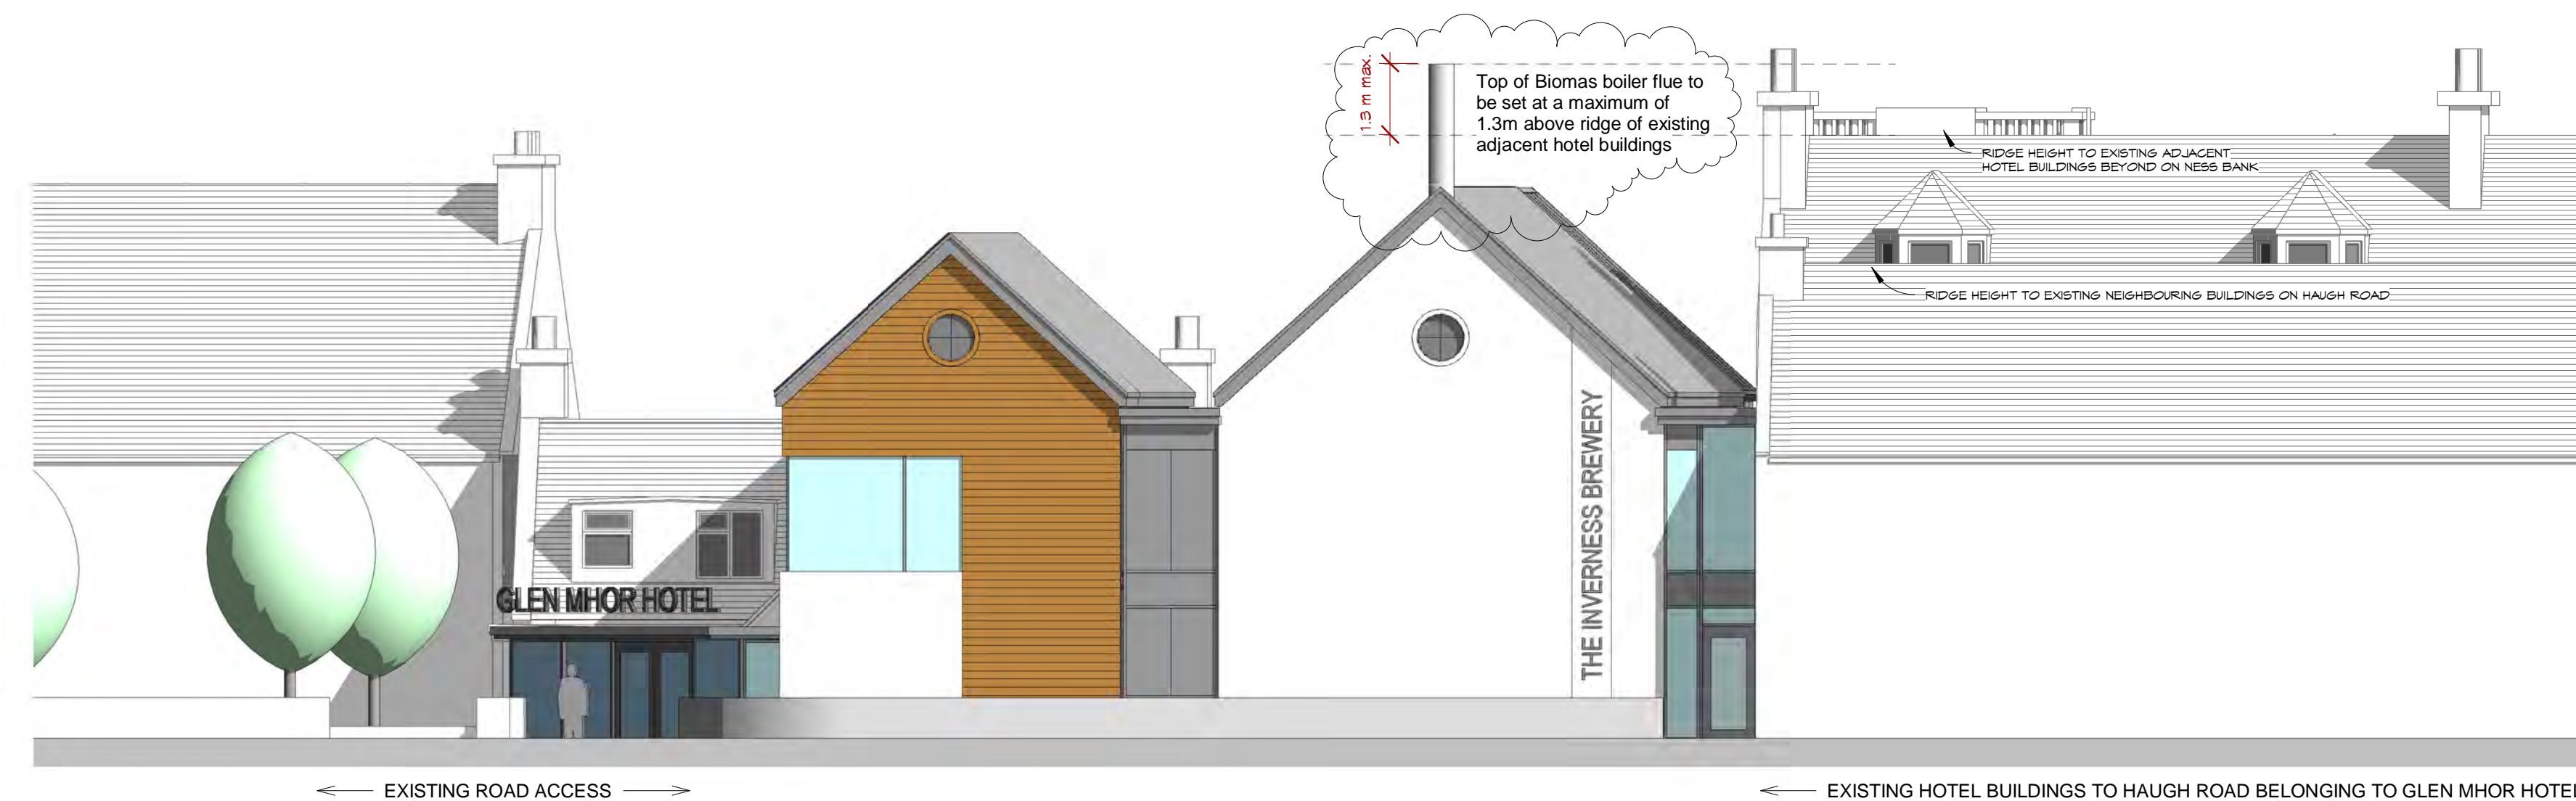 1.3 m max.
Top of Biomas boiler flue to
be set at a maximum of
1.3m above ridge of existing
adjacent hotel buildings
RIDGE HEIGHT TO EXISTING ADJACENT
HOTEL BUILDINGS BEYOND ON NESS BANK
RIDGE HEIGHT TO EXISTING NEIGHBOURING BUILDINGS ON HAUGH ROAD
THE INVERNESS BREWERY
GLEN MHOR HOTEL
EXISTING ROAD ACCESS
EXISTING HOTEL BUILDINGS TO HAUGH ROAD BELONGING TO GLEN MHOR HOTEL